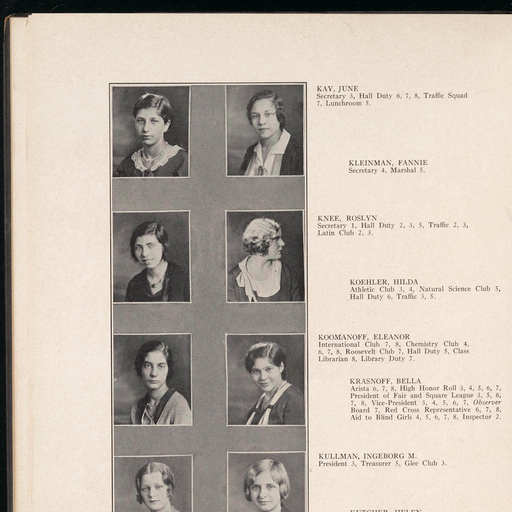 KAY, JUNE
Secretary 3, Hall Duty 6, 7, 8, Traffic Squad
7, Lunchroom 5.
KLEINMAN, FANNIE
Secretary 4, Marshal 5.
KNEE, ROSLYN
Secretary 1, Hall Duty 2, 3, 5, Traffic 2, 3,
Latin Club 2, 3.
KOEHLER, HILDA
Athletic Club 3, 4, Natural Science Club 5,
Hall Duty 6, Traffic 3, 5.
KOOMANOFF, ELEANOR
International Club 7, 8, Chemistry Club 4,
6, 7, 8, Roosevelt Club 7, Hall Duty 5, Class
Librarian 8, Library Duty 7.
KRASNOFF, BELLA
Arista 6, 7, 8, High Honor Roll 3, 4, 5, 6, 7,
President of Fair and Square League 3, 5, 6,
7, 8, Vice-President 3, 4, 5, 6, 7, Observer
Board 7, Red Cross Representative 6, 7, 8,
Aid to Blind Girls 4, 5, 6, 7, 8, Inspector 2.
KULLMAN, INGEBORG M.
President 3, Treasurer 5, Glee Club 3.